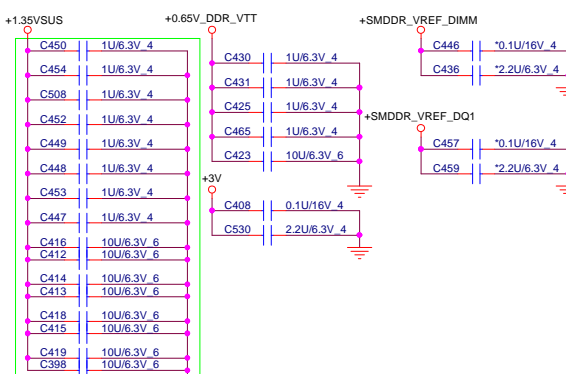 +1.35VSUS
C450 1U/6.3V_4
C454 1U/6.3V_4
C508 1U/6.3V_4
C452 1U/6.3V_4
C449 1U/6.3V_4
C448 1U/6.3V_4
C453 1U/6.3V_4
C447 1U/6.3V_4
C416 10U/6.3V_6
C412 10U/6.3V_6
C414 10U/6.3V_6
C413 10U/6.3V_6
C418 10U/6.3V_6
C415 10U/6.3V_6
C419 10U/6.3V_6
C398 10U/6.3V_6
+0.65V_DDR_VTT
C430 1U/6.3V_4
C431 1U/6.3V_4
C425 1U/6.3V_4
C465 1U/6.3V_4
C423 10U/6.3V_6
+3V
C408 0.1U/16V_4
C530 2.2U/6.3V_4
+SMDDR_VREF_DIMM
C446 *0.1U/16V_4
C436 *2.2U/6.3V_4
+SMDDR_VREF_DQ1
C457 *0.1U/16V_4
C459 *2.2U/6.3V_4